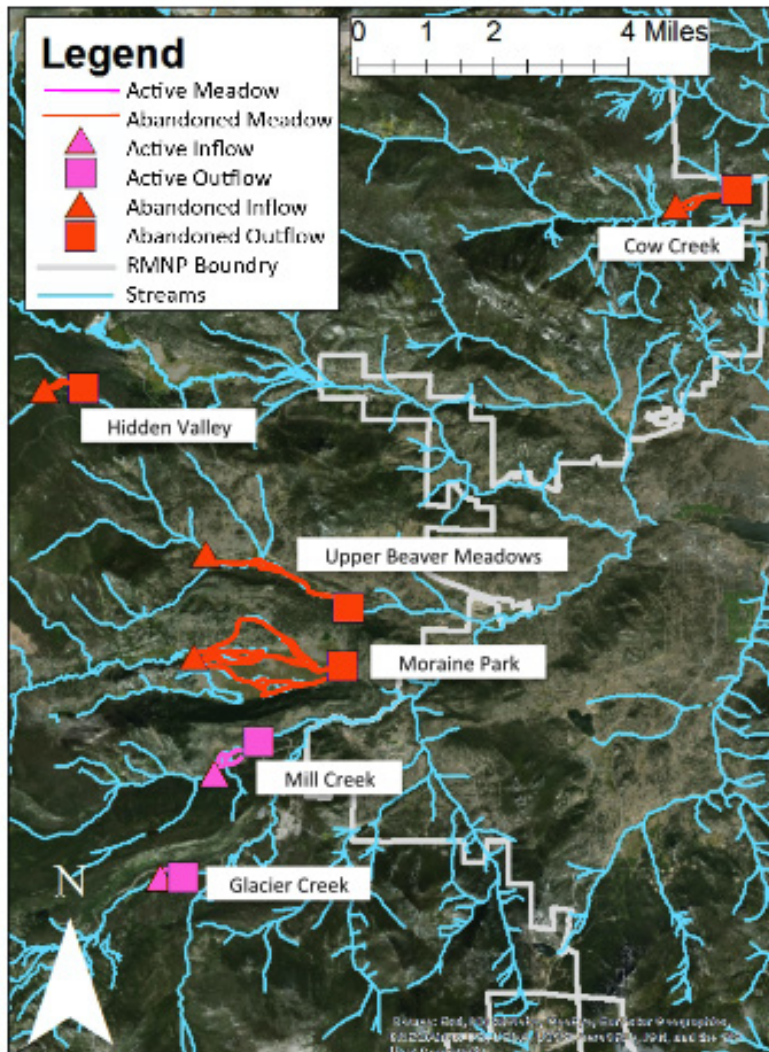 Legend
Active Meadow
Abandoned Meadow
Active Inflow
Active Outflow
Abandoned Inflow
Abandoned Outflow
RMNP Boundry
Streams
0 1 2 4 Miles
Cow Creek
Hidden Valley
Upper Beaver Meadows
Moraine Park
Mill Creek
Glacier Creek
N